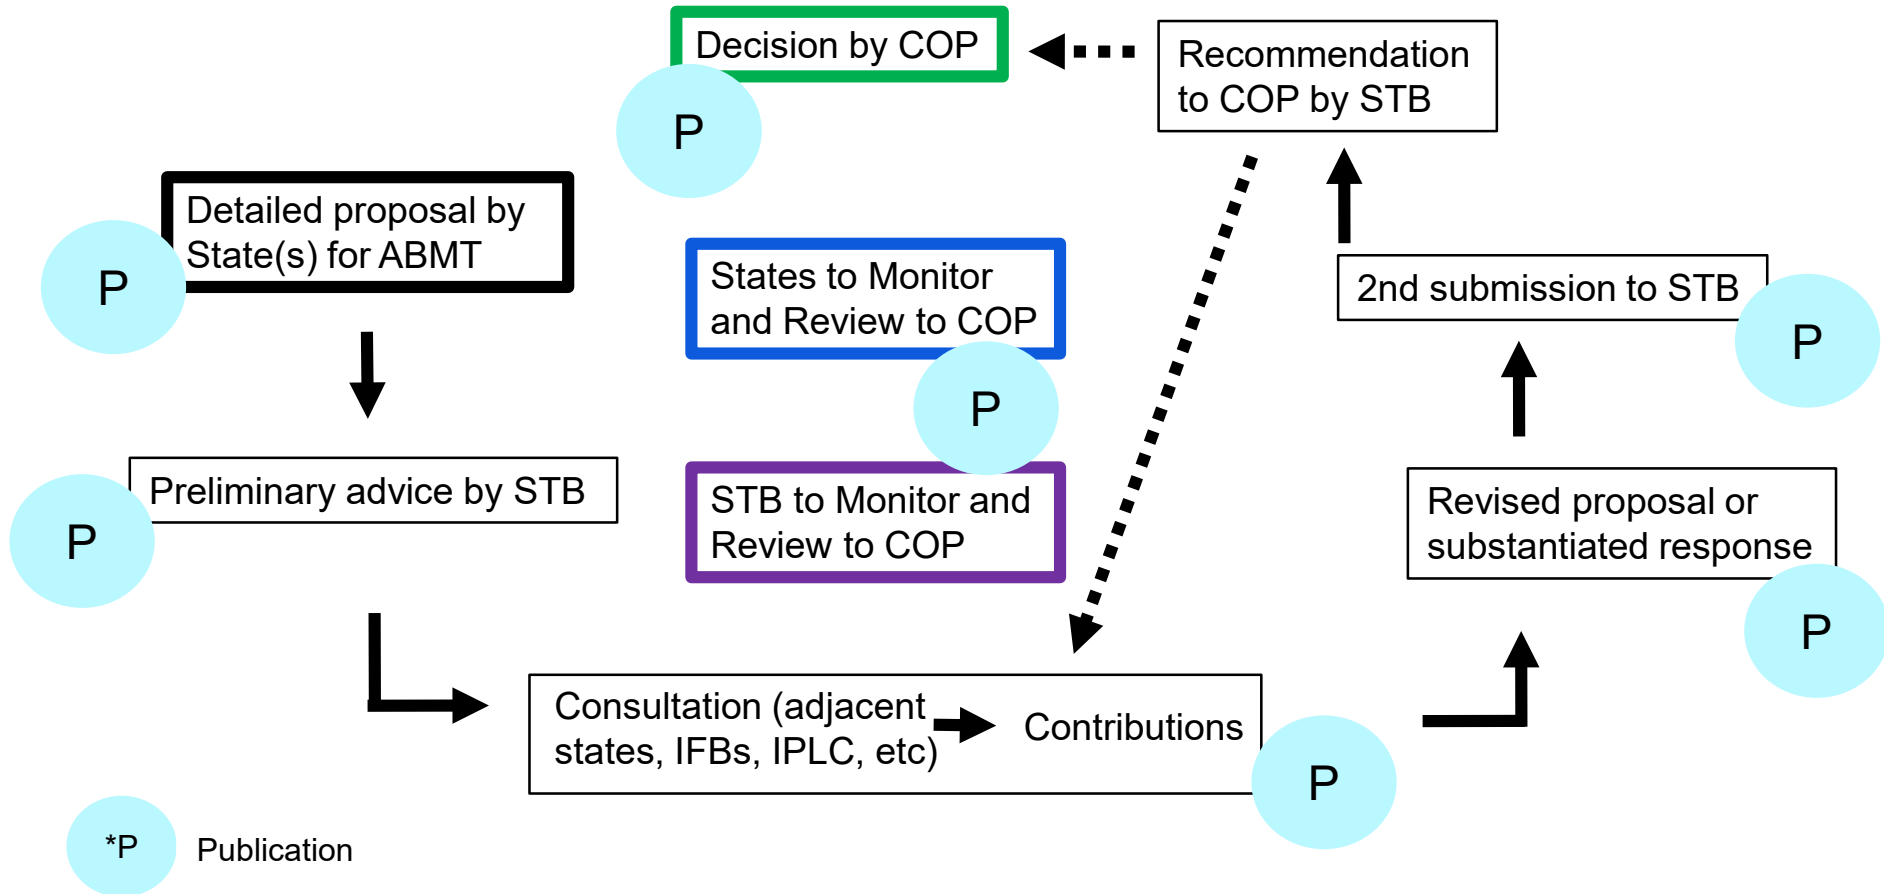 Decision by COP
P
Recommendation
to COP by STB
Detailed proposal by
State(s) for ABMT
P
States to Monitor
and Review to COP
P
2nd submission to STB
P
Preliminary advice by STB
P
STB to Monitor and
Review to COP
Revised proposal or
substantiated response
P
Consultation (adjacent
states, IFBs, IPLC, etc)
Contributions
P
*P
Publication